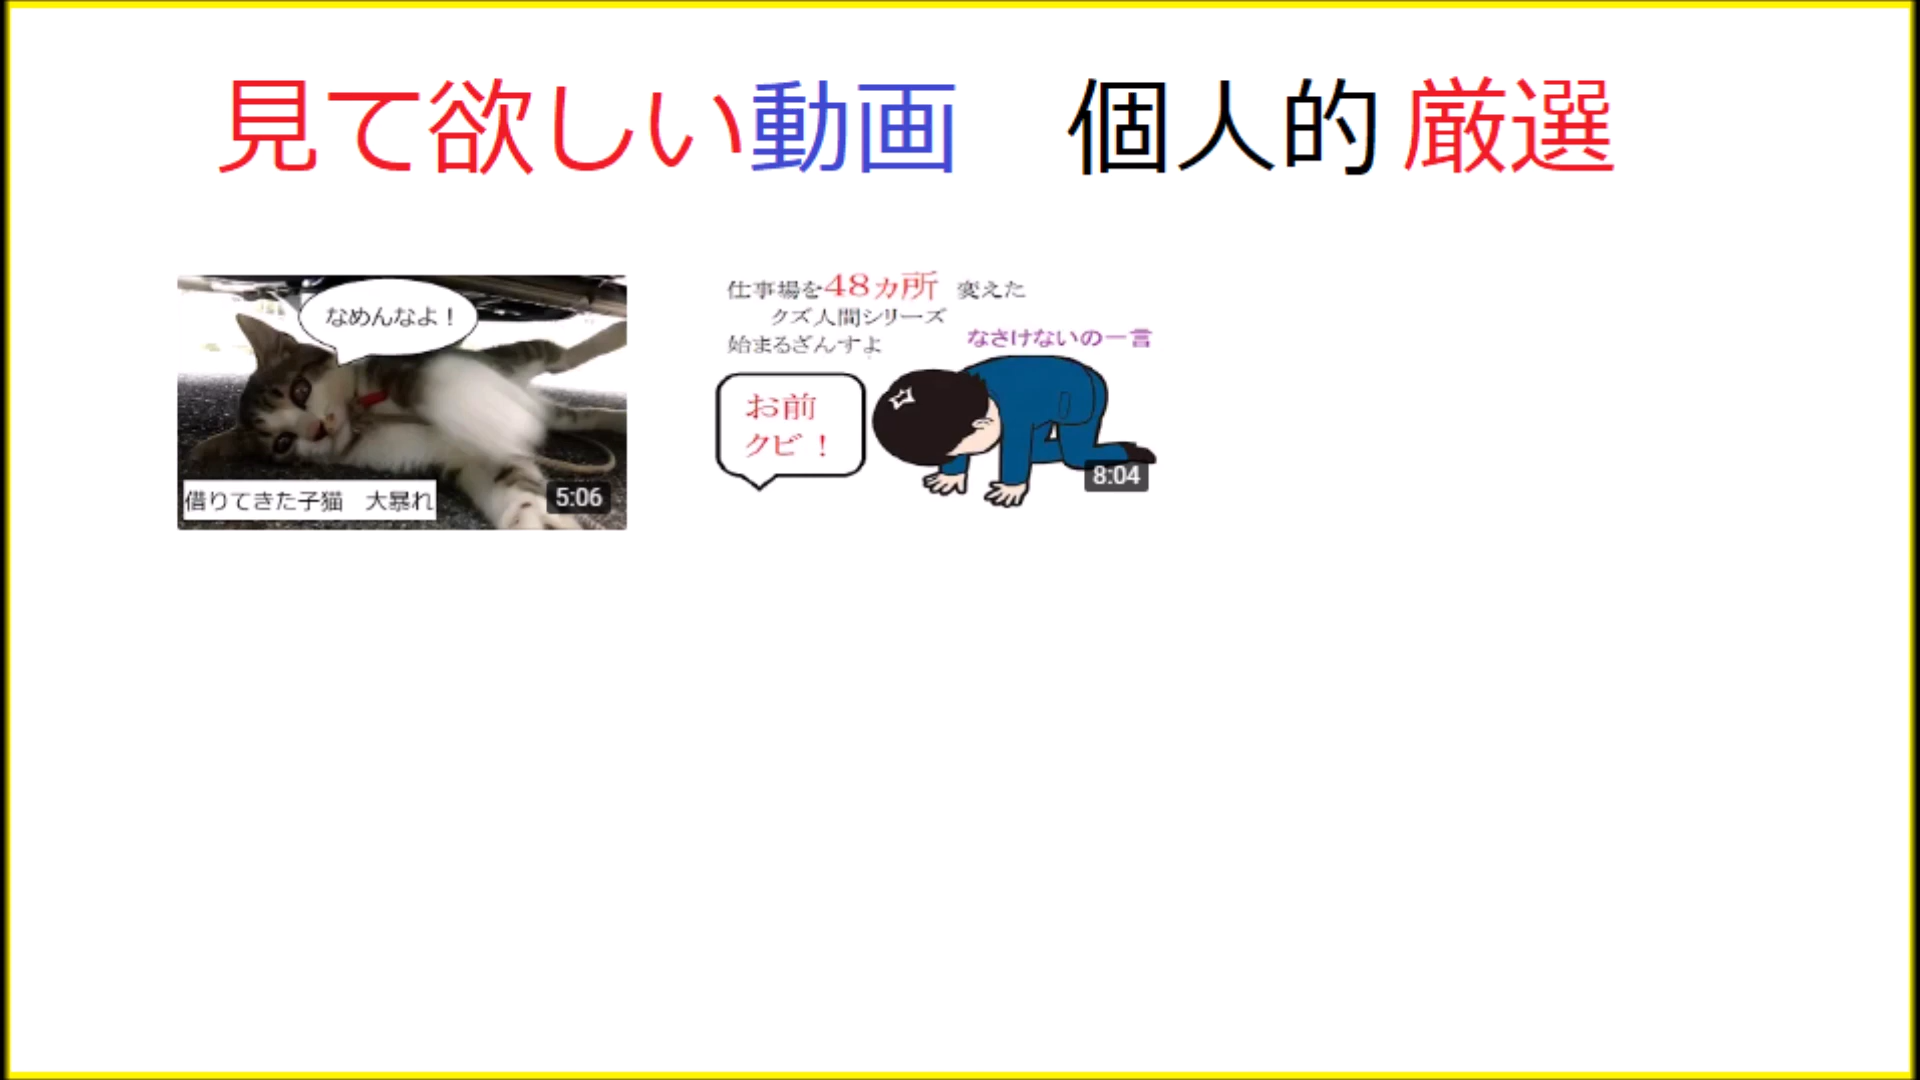 見て欲しい動画　個人的 厳選
なめんなよ！
借りてきた子猫　大暴れ
5:06
仕事場を48ヵ所　変えた
クズ人間シリーズ
始まるざんすよ
なさけないの一言
お前
クビ！
8:04